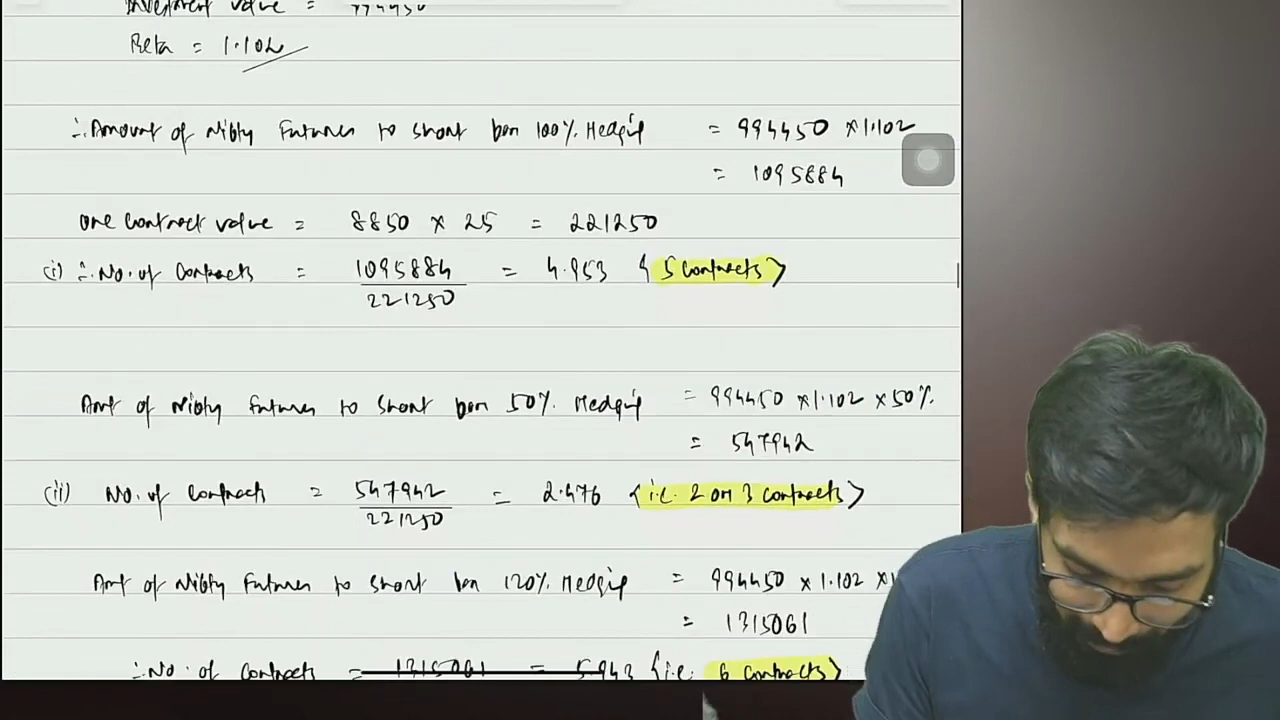 Investment value =
Beta = 1.102
∴ Amount of Nifty Futures to short for 100% Hedging = 994450 × 1.102
= 1095884
One contract value = 8850 × 25 = 221250
(i) ∴ No. of Contracts = 1095884 / 221250 = 4.953 {5 contracts}
Amt of Nifty Futures to short for 50% Hedging = 994450 × 1.102 × 50%
= 547942
(ii) No. of Contracts = 547942 / 221250 = 2.476 {i.e. 2 or 3 contracts}
Amt of Nifty Futures to short for 120% Hedging = 994450 × 1.102 ×
= 1315061
∴ No. of Contracts = 1315061 = 5.943 {i.e. 6 contracts}